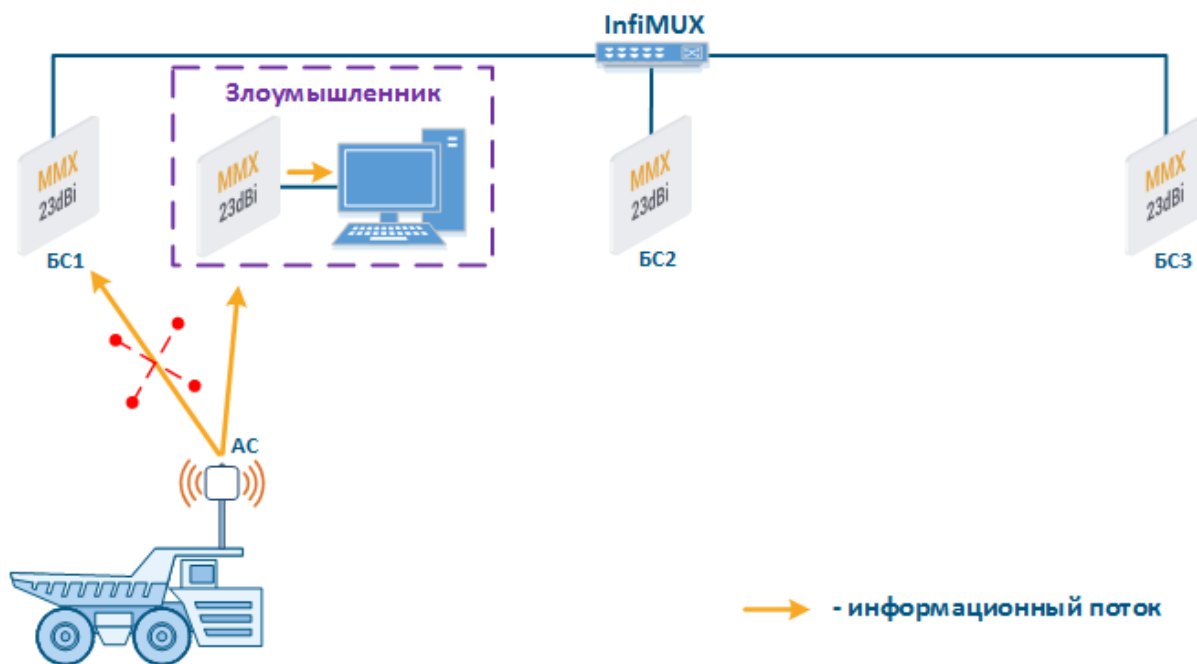 InfiMUX
Злоумышленник
MMX
23dBi
БС1
MMX
23dBi
MMX
23dBi
БС2
MMX
23dBi
БС3
АС
- информационный поток